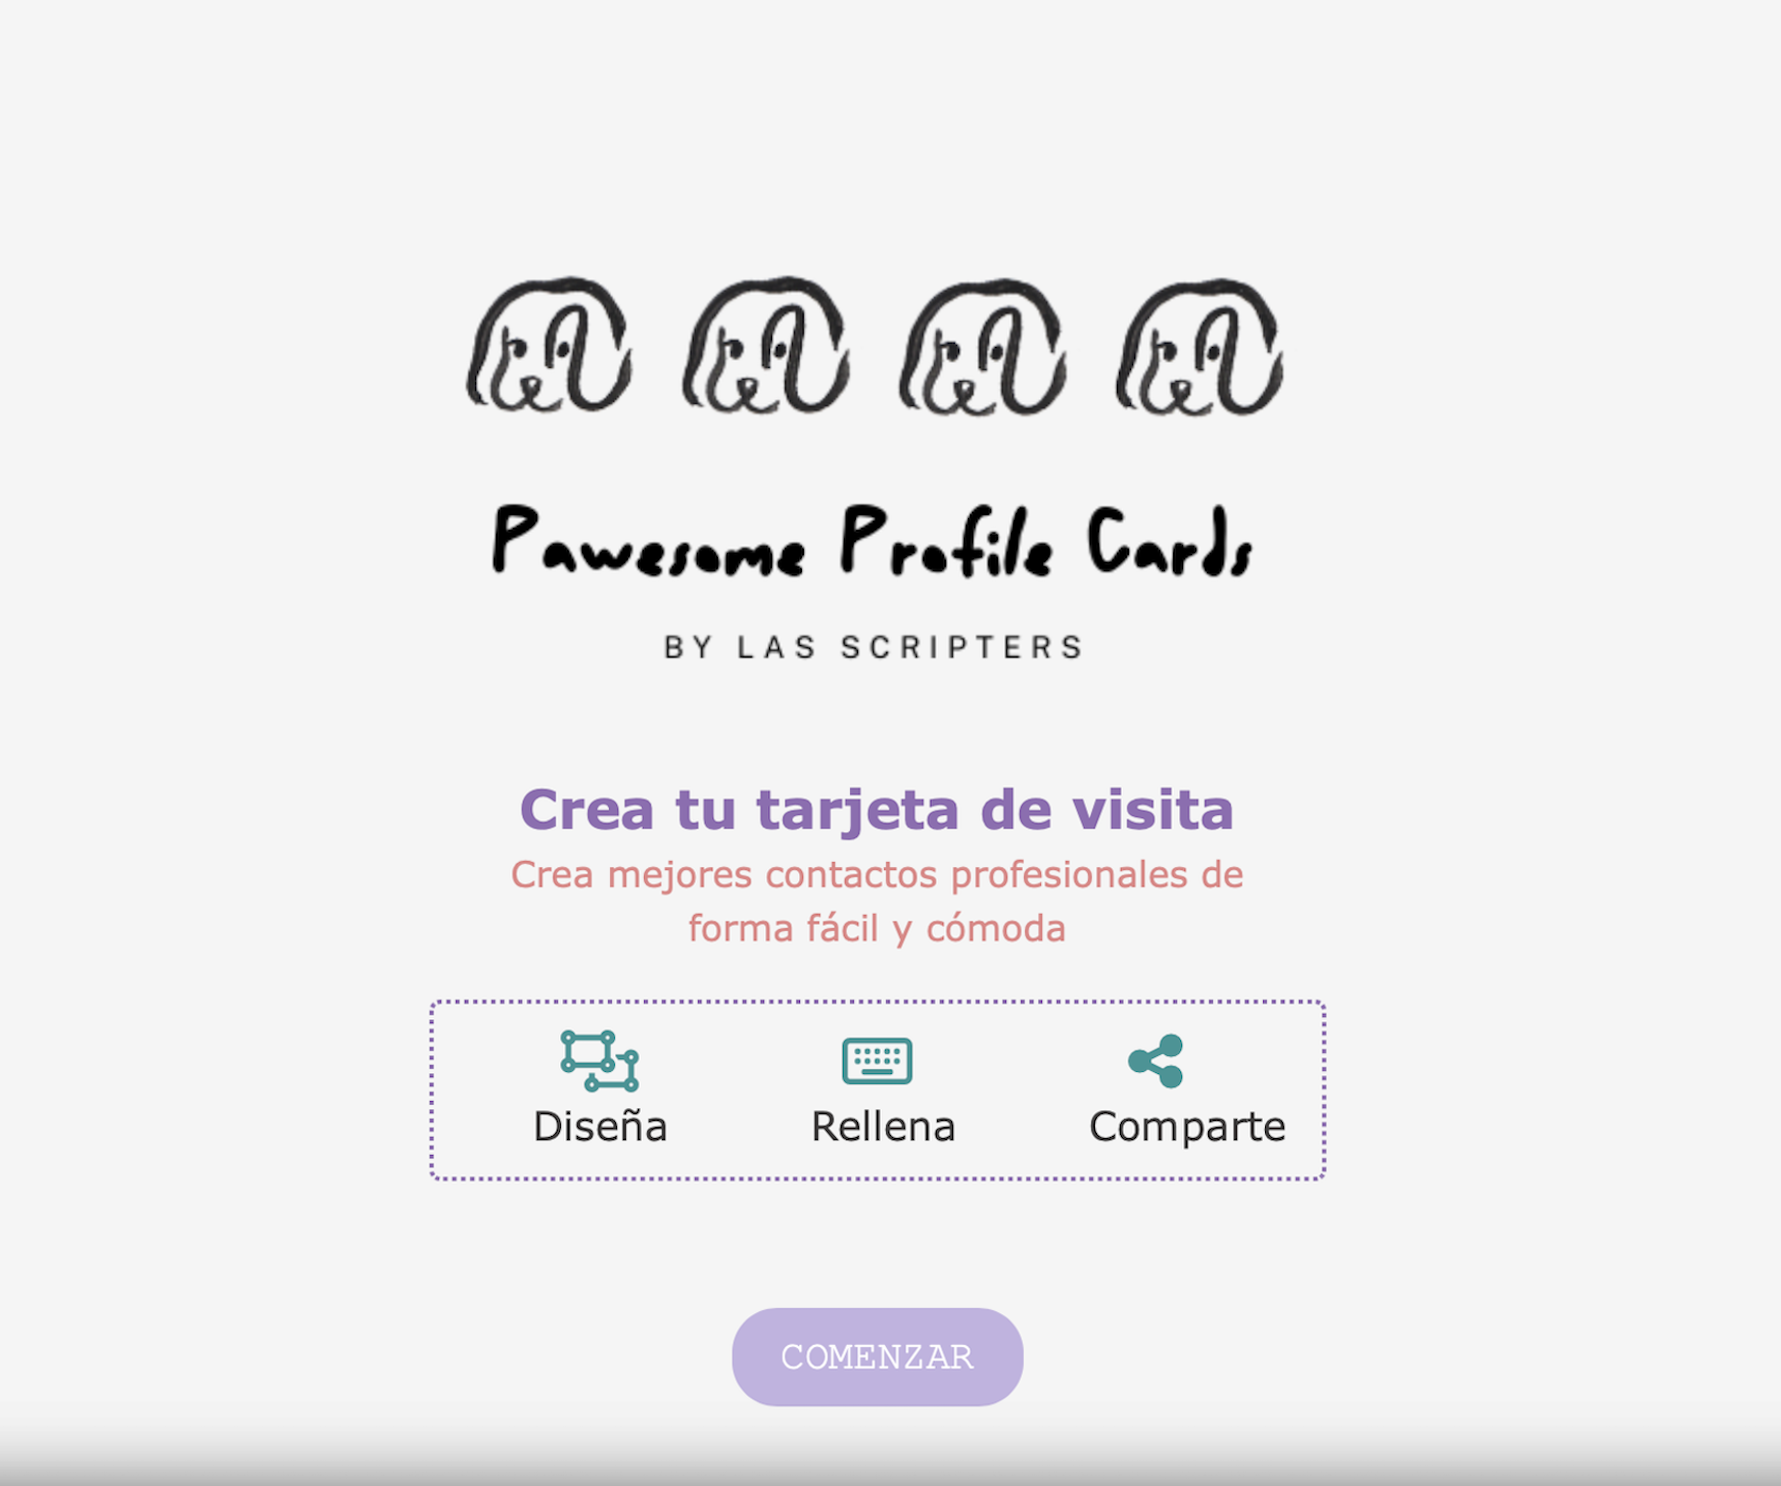 Pawesome Profile Cards
BY LAS SCRIPTERS
Crea tu tarjeta de visita
Crea mejores contactos profesionales de
forma fácil y cómoda
Diseña
Rellena
Comparte
COMENZAR